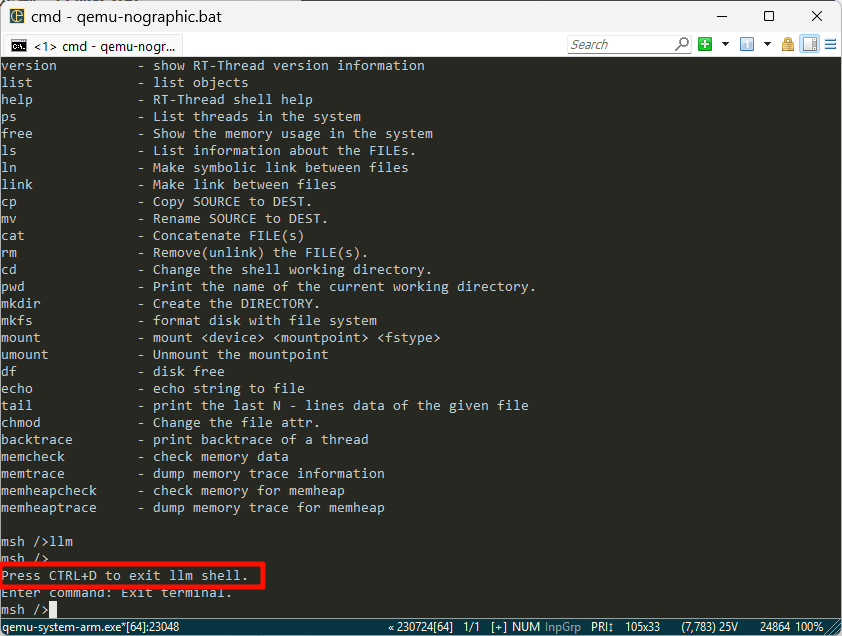 cmd - qemu-nographic.bat
<1> cmd - qemu-nogr...
Search
version          - show RT-Thread version information
list             - list objects
help             - RT-Thread shell help
ps               - List threads in the system
free             - Show the memory usage in the system
ls               - List information about the FILEs.
ln               - Make symbolic link between files
link             - Make link between files
cp               - Copy SOURCE to DEST.
mv               - Rename SOURCE to DEST.
cat              - Concatenate FILE(s)
rm               - Remove(unlink) the FILE(s).
cd               - Change the shell working directory.
pwd              - Print the name of the current working directory.
mkdir            - Create the DIRECTORY.
mkfs             - format disk with file system
mount            - mount <device> <mountpoint> <fstype>
umount           - Unmount the mountpoint
df               - disk free
echo             - echo string to file
tail             - print the last N - lines data of the given file
chmod            - Change the file attr.
backtrace        - print backtrace of a thread
memcheck         - check memory data
memtrace         - dump memory trace information
memheapcheck     - check memory for memheap
memheaptrace     - dump memory trace for memheap
msh />llm
msh />
Press CTRL+D to exit llm shell.
Enter command: Exit terminal.
msh />
qemu-system-arm.exe*[64]:23048 « 230724[64] 1/1 [+] NUM InpGrp PRI↕ 105x33 (7,783) 25V 24864 100%